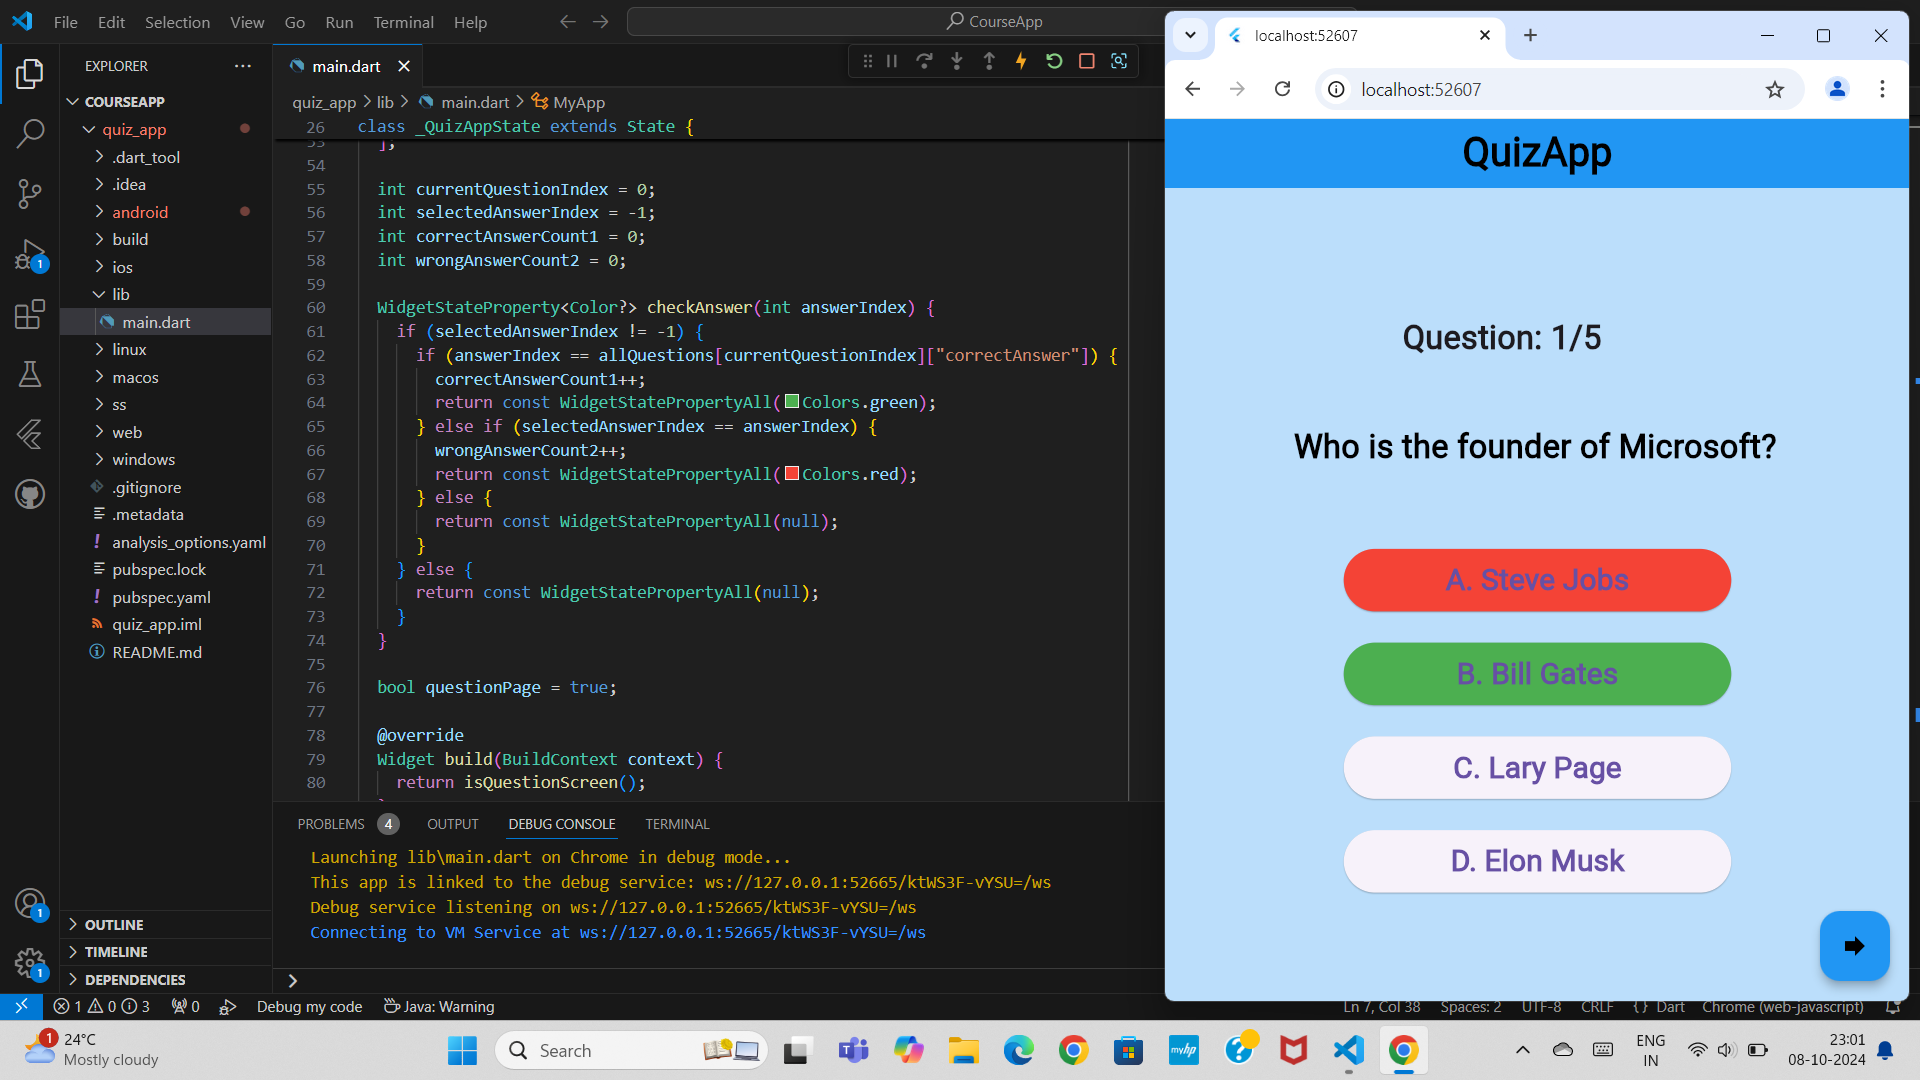 File Edit Selection View Go Run Terminal Help
CourseApp
EXPLORER
COURSEAPP
quiz_app
.dart_tool
.idea
android
build
ios
lib
main.dart
linux
macos
ss
web
windows
.gitignore
.metadata
! analysis_options.yaml
pubspec.lock
! pubspec.yaml
quiz_app.iml
README.md
OUTLINE
TIMELINE
DEPENDENCIES
1
1
1
main.dart
quiz_app > lib > main.dart > MyApp
26 class _QuizAppState extends State {
53 ];
54
55 int currentQuestionIndex = 0;
56 int selectedAnswerIndex = -1;
57 int correctAnswerCount1 = 0;
58 int wrongAnswerCount2 = 0;
59
60 WidgetStateProperty<Color?> checkAnswer(int answerIndex) {
61 if (selectedAnswerIndex != -1) {
62 if (answerIndex == allQuestions[currentQuestionIndex]["correctAnswer"]) {
63 correctAnswerCount1++;
64 return const WidgetStatePropertyAll(Colors.green);
65 } else if (selectedAnswerIndex == answerIndex) {
66 wrongAnswerCount2++;
67 return const WidgetStatePropertyAll(Colors.red);
68 } else {
69 return const WidgetStatePropertyAll(null);
70 }
71 } else {
72 return const WidgetStatePropertyAll(null);
73 }
74 }
75
76 bool questionPage = true;
77
78 @override
79 Widget build(BuildContext context) {
80 return isQuestionScreen();
PROBLEMS 4 OUTPUT DEBUG CONSOLE TERMINAL
Launching lib\main.dart on Chrome in debug mode...
This app is linked to the debug service: ws://127.0.0.1:52665/ktWS3F-vYSU=/ws
Debug service listening on ws://127.0.0.1:52665/ktWS3F-vYSU=/ws
Connecting to VM Service at ws://127.0.0.1:52665/ktWS3F-vYSU=/ws
localhost:52607
localhost:52607
QuizApp
Question: 1/5
Who is the founder of Microsoft?
A. Steve Jobs
B. Bill Gates
C. Lary Page
D. Elon Musk
1 0 3 0 Debug my code Java: Warning
Ln 7, Col 38 Spaces: 2 UTF-8 CRLF {} Dart Chrome (web-javascript)
1
24°C
Mostly cloudy
Search
myhp
ENG
IN
23:01
08-10-2024